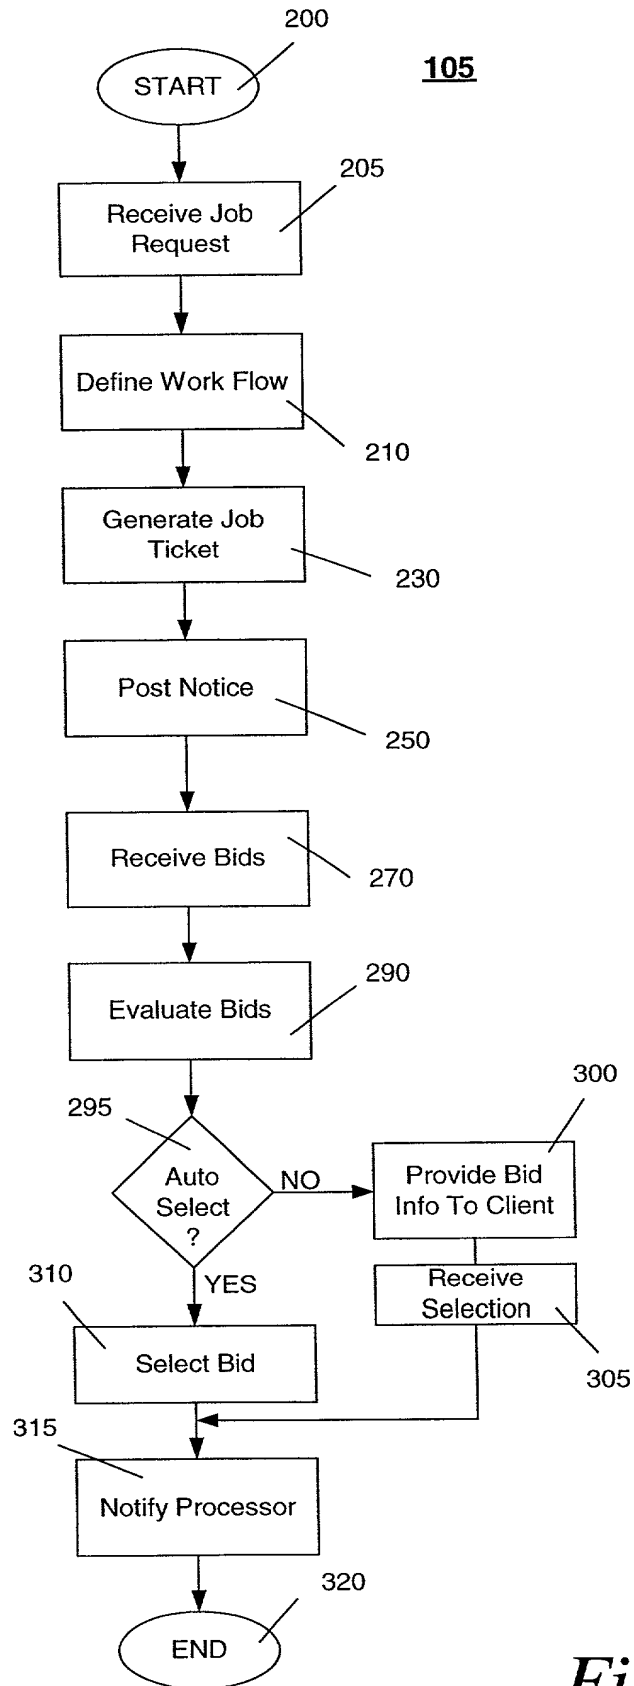 200
START
105
205
Receive Job
Request
Define Work Flow
210
Generate Job
Ticket
230
Post Notice
250
Receive Bids
270
290
Evaluate Bids
300
295
Auto
Select
?
NO
Provide Bid
Info To Client
310
YES
Receive
Selection
Select Bid
305
315
Notify Processor
320
END